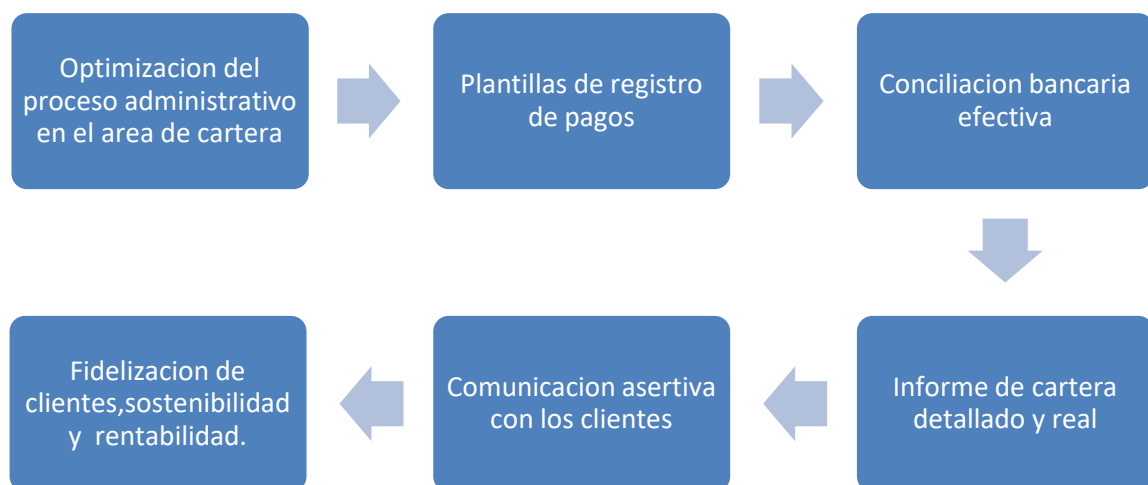 Optimizacion del
proceso administrativo
en el area de cartera
Plantillas de registro
de pagos
Conciliacion bancaria
efectiva
Informe de cartera
detallado y real
Comunicacion asertiva
con los clientes
Fidelizacion de
clientes,sostenibilidad
y rentabilidad.